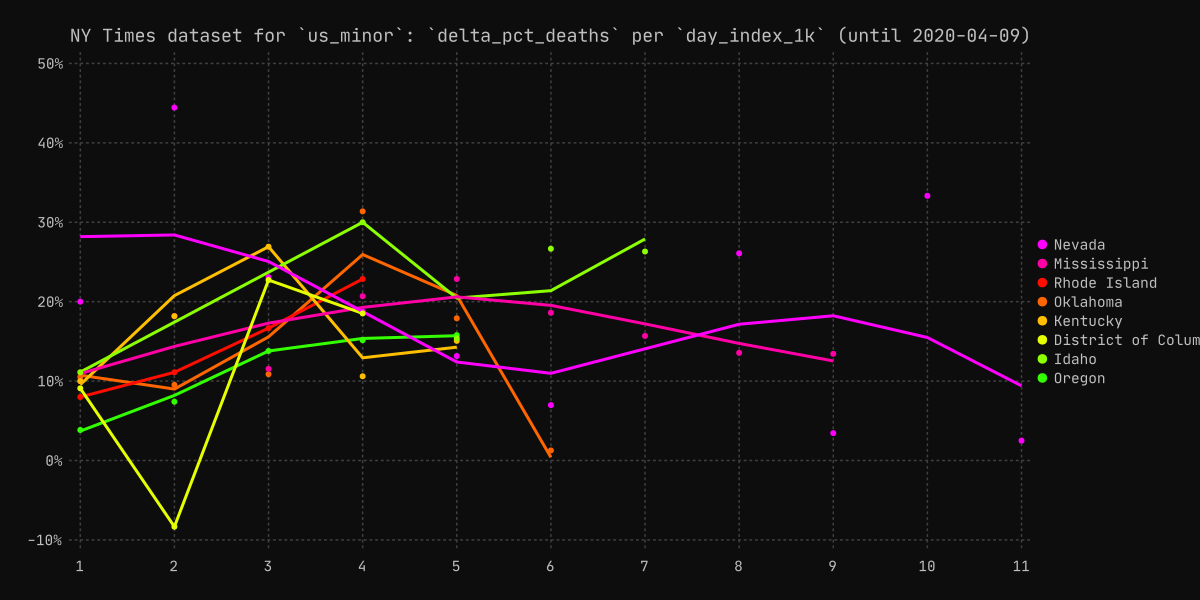 NY Times dataset for `us_minor`: `delta_pct_deaths` per `day_index_1k` (until 2020-04-09)
50%
40%
30%
20%
10%
0%
-10%
1 2 3 4 5 6 7 8 9 10 11
Nevada
Mississippi
Rhode Island
Oklahoma
Kentucky
District of Colum
Idaho
Oregon